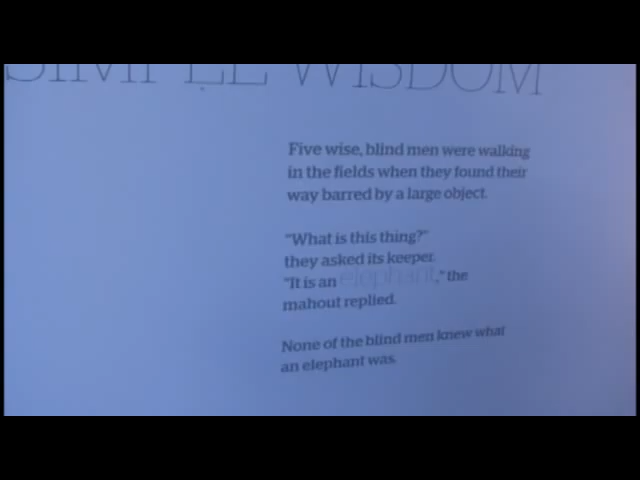 SIMPLE WISDOM
Five wise, blind men were walking
in the fields when they found their
way barred by a large object.
"What is this thing?"
they asked its keeper.
"It is an elephant," the
mahout replied.
None of the blind men knew what
an elephant was.